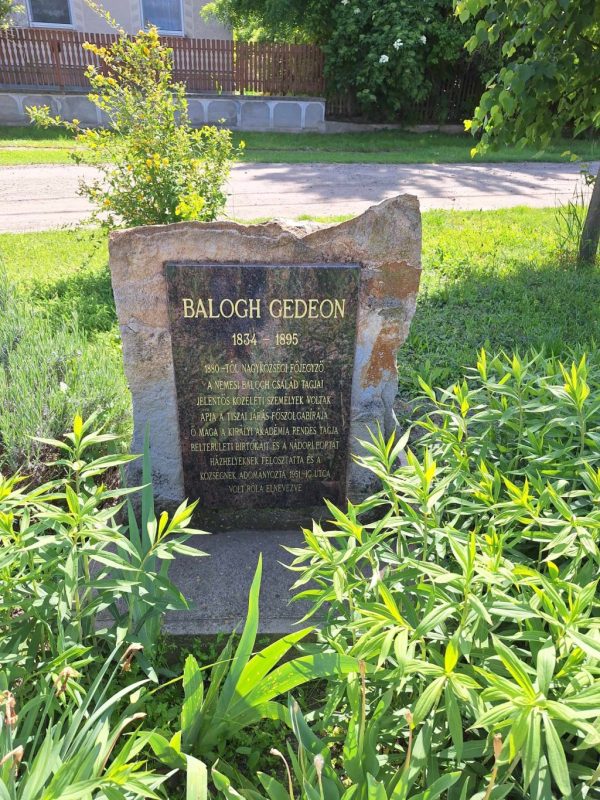 BALOGH GEDEON
1834 - 1895
1880-TÓL NAGYKÖZSÉGI FŐJEGYZŐ
A NEMESI BALOGH CSALÁD TAGJAI
JELENTŐS KÖZÉLETI SZEMÉLYEK VOLTAK
APJA A TISZAI JÁRÁS FŐSZOLGABÍRÁJA
Ő MAGA A KIRÁLYI AKADÉMIA RENDES TAGJA
BELTERÜLETI BIRTOKAIT ÉS A NÁDORI PORTÁT
HÁZHELYEKNEK FELOSZTATTA ÉS A
KÖZSÉGNEK ADOMÁNYOZTA 1951-IG UTCA
VOLT RÓLA ELNEVEZVE